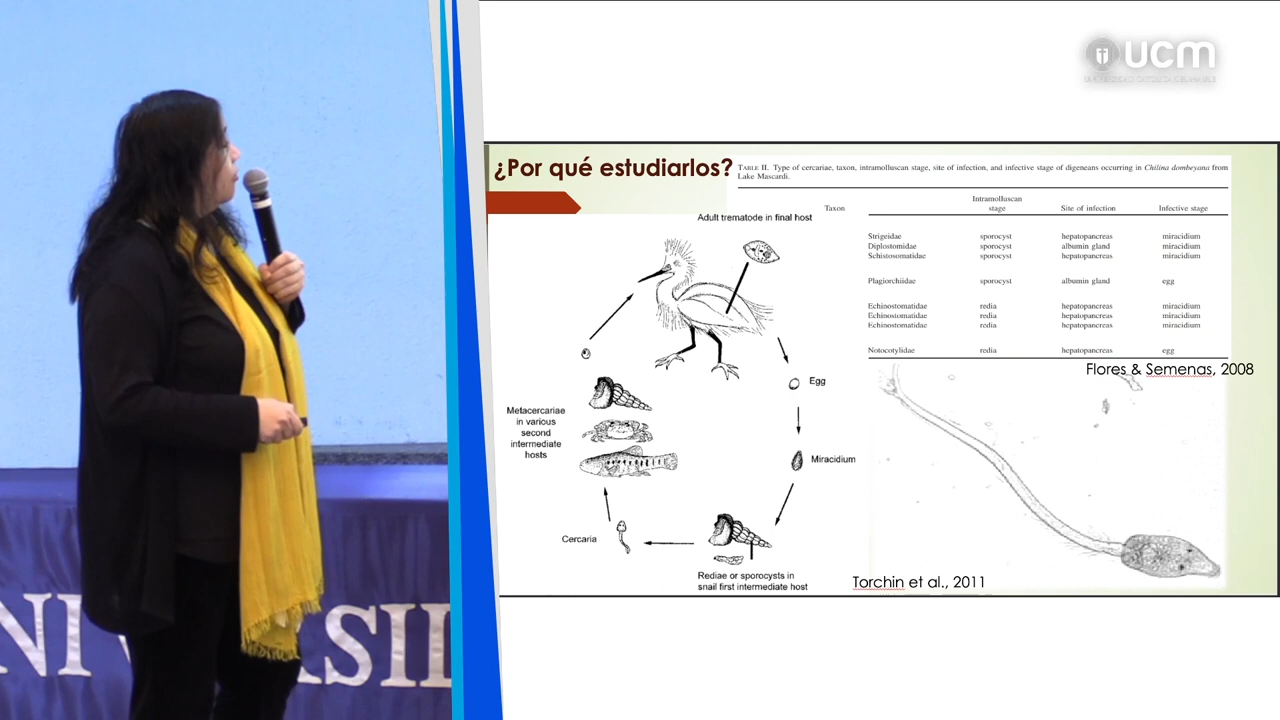 ucm
¿Por qué estudiarlos?
TABLE II. Type of cercariae, taxon, intramolluscan stage, site of infection, and infective stage of digeneans occurring in Chilina dombeyana from
Lake Mascardi.
Taxon
Intramolluscan
stage
Site of infection
Infective stage
Strigeidae sporocyst hepatopancreas miracidium
Diplostomidae sporocyst albumin gland miracidium
Schistosomatidae sporocyst hepatopancreas miracidium
Plagiorchiidae sporocyst albumin gland egg
Echinostomatidae redia hepatopancreas miracidium
Echinostomatidae redia hepatopancreas miracidium
Echinostomatidae redia hepatopancreas miracidium
Notocotylidae redia hepatopancreas egg
Flores & Semenas, 2008
Adult trematode in final host
Egg
Miracidium
Rediae or sporocysts in
snail first intermediate host
Cercaria
Metacercariae
in various
second
intermediate
hosts
Torchin et al., 2011